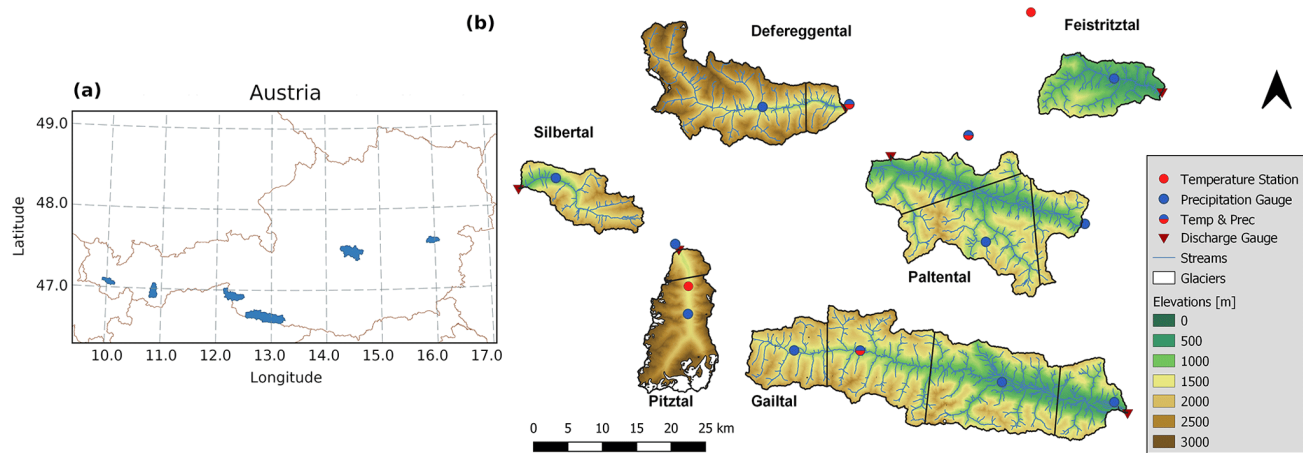 (a)
Austria
49.0
48.0
47.0
Latitude
10.0 11.0 12.0 13.0 14.0 15.0 16.0 17.0
Longitude
(b)
Defereggental
Feistritztal
Silbertal
Paltental
Pitztal
Gailtal
0 5 10 15 20 25 km
Temperature Station
Precipitation Gauge
Temp & Prec
Discharge Gauge
Streams
Glaciers
Elevations [m]
0
500
1000
1500
2000
2500
3000